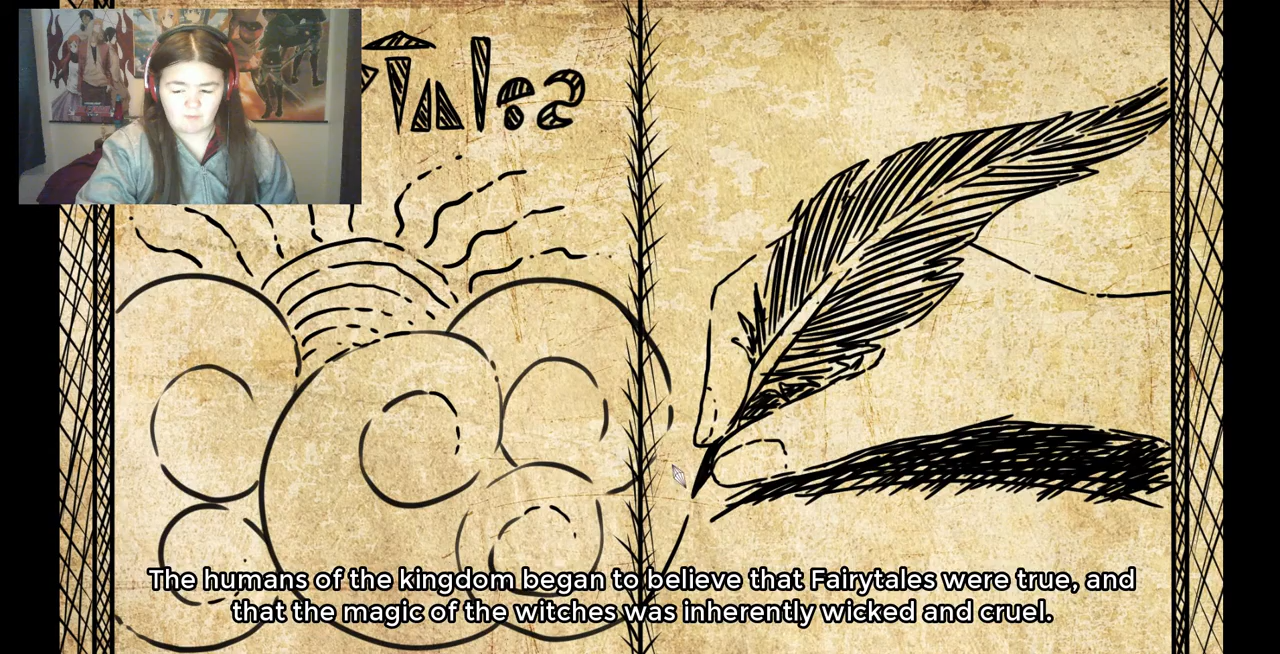 Tales
The humans of the kingdom began to believe that Fairytales were true, and
that the magic of the witches was inherently wicked and cruel.